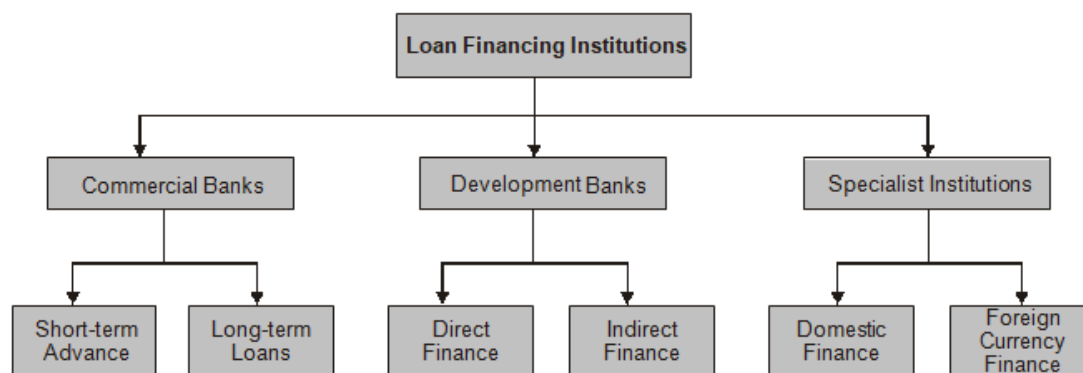 Loan Financing Institutions
Commercial Banks
Development Banks
Specialist Institutions
Short-term
Advance
Long-term
Loans
Direct
Finance
Indirect
Finance
Domestic
Finance
Foreign
Currency
Finance